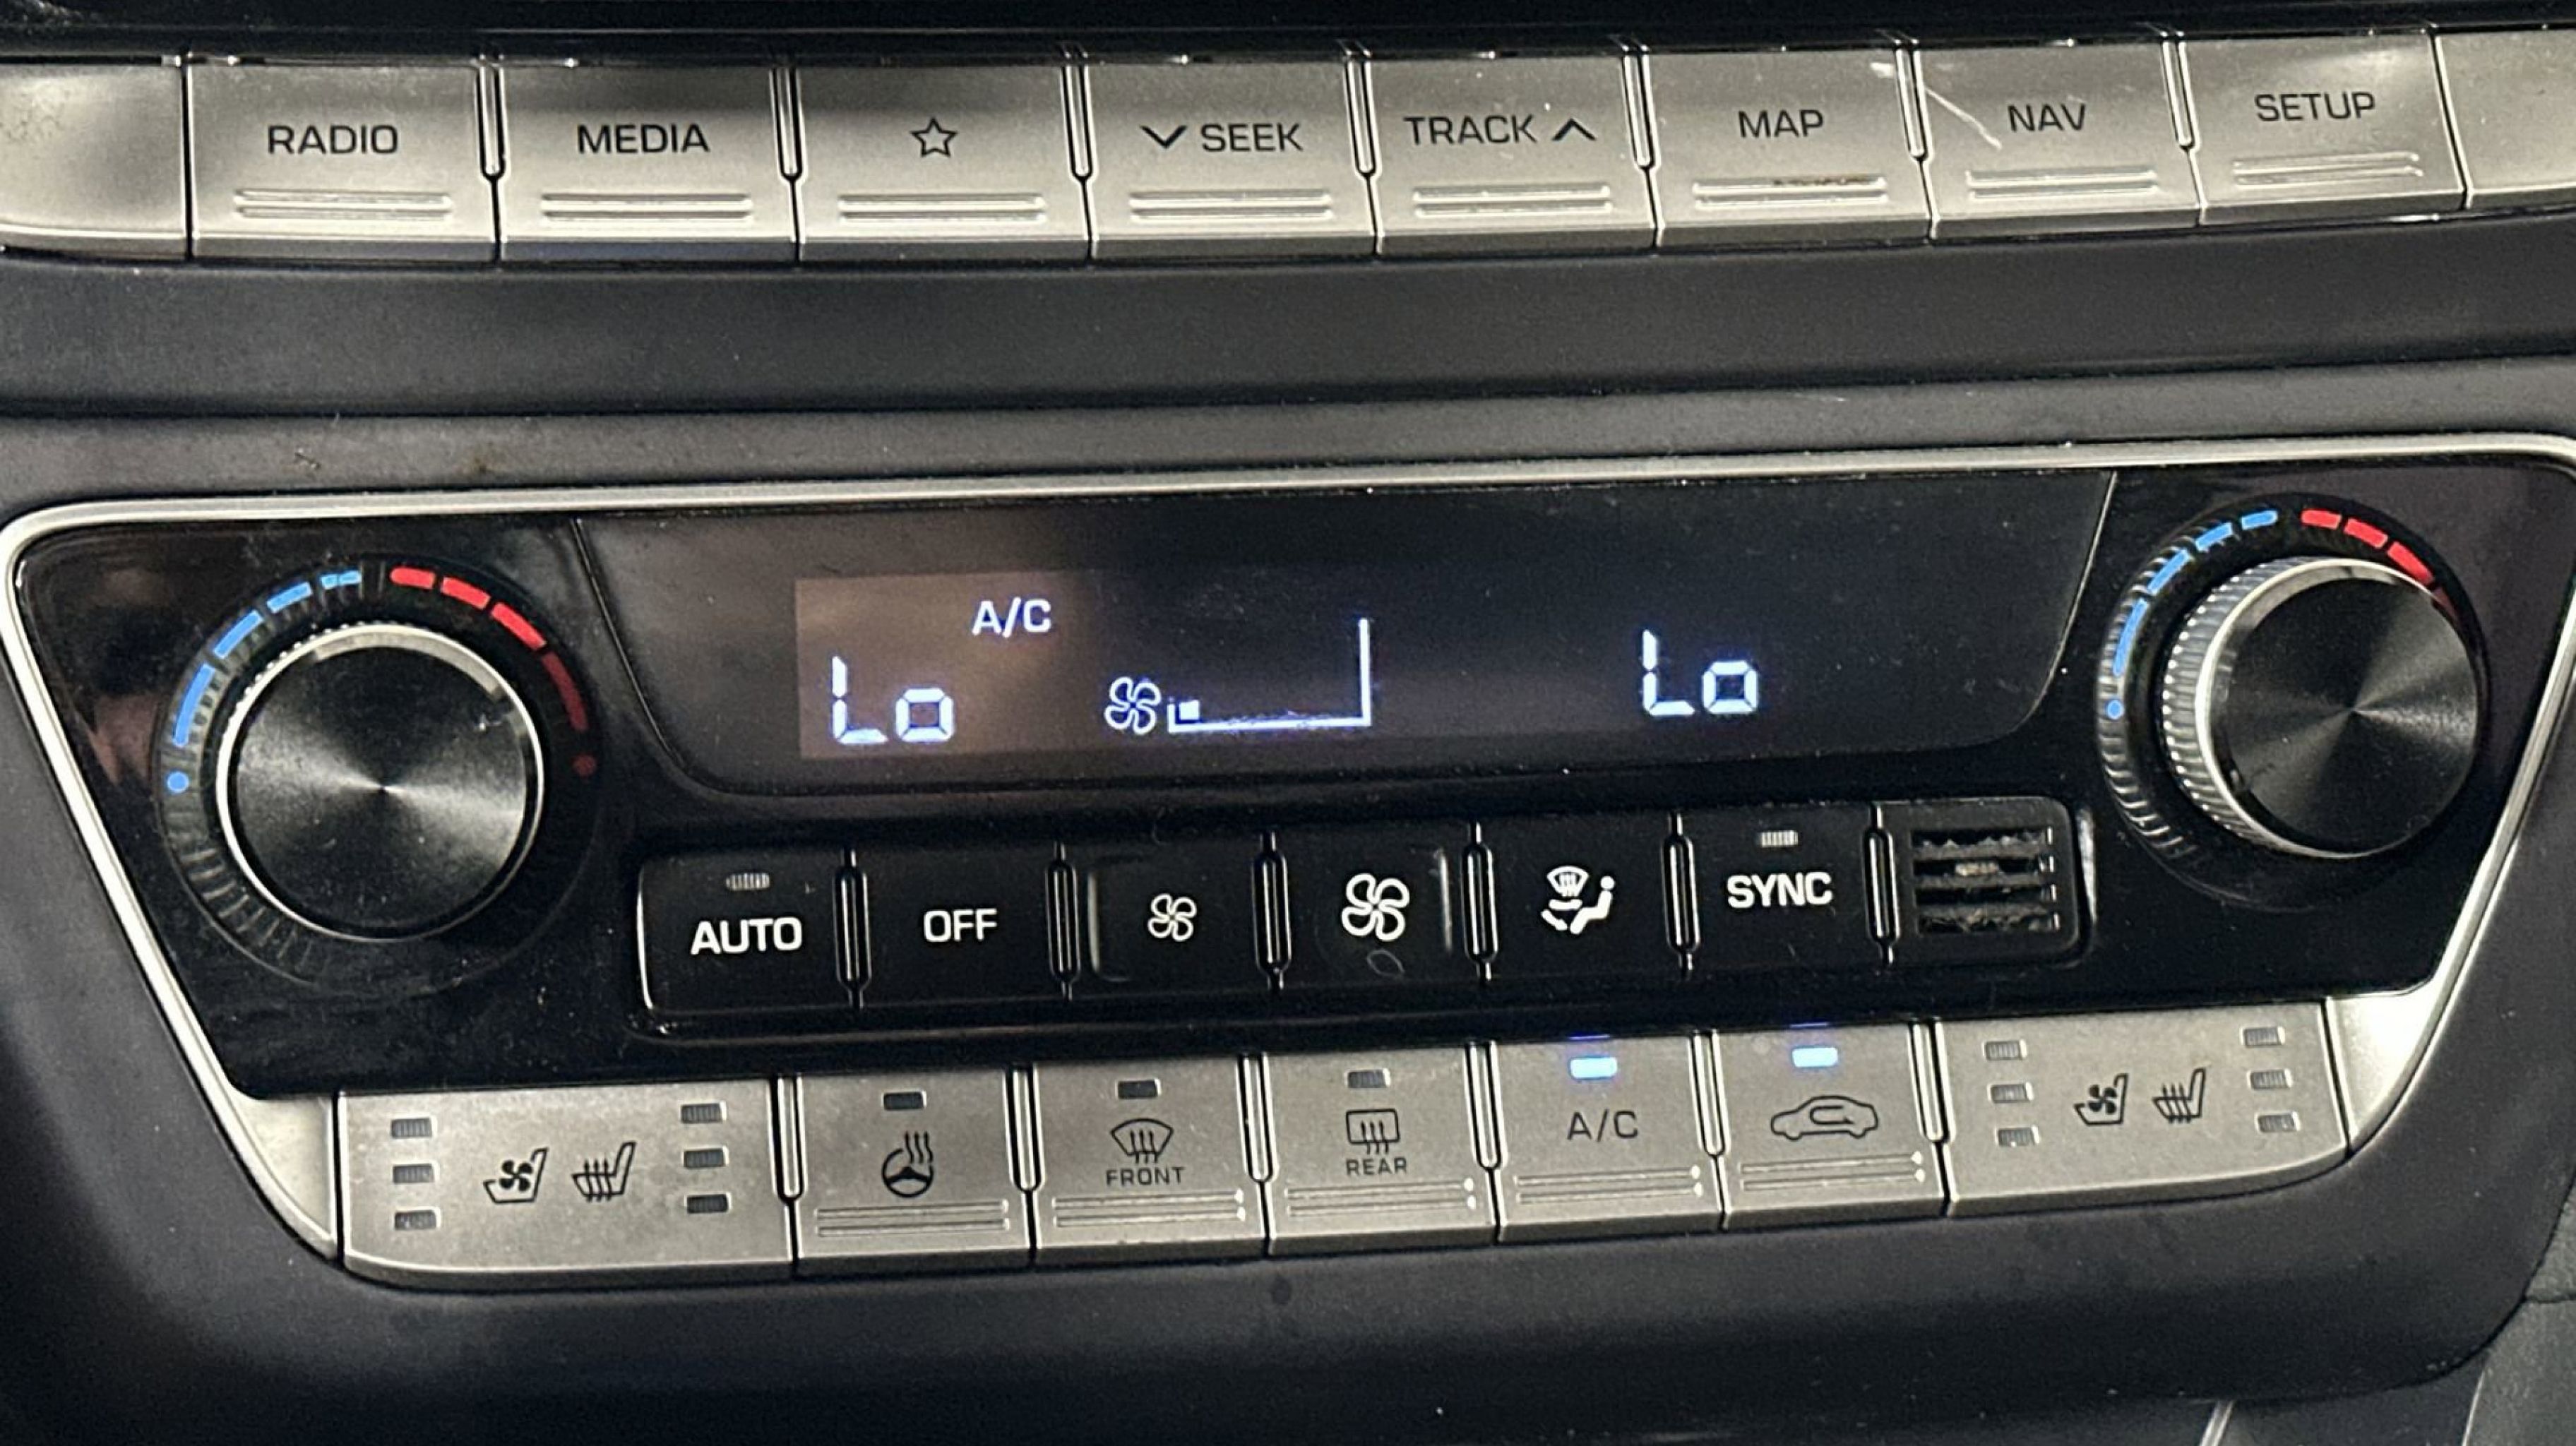 RADIO MEDIA SEEK TRACK MAP NAV SETUP
A/C
Lo Lo
AUTO OFF SYNC
A/C
FRONT REAR